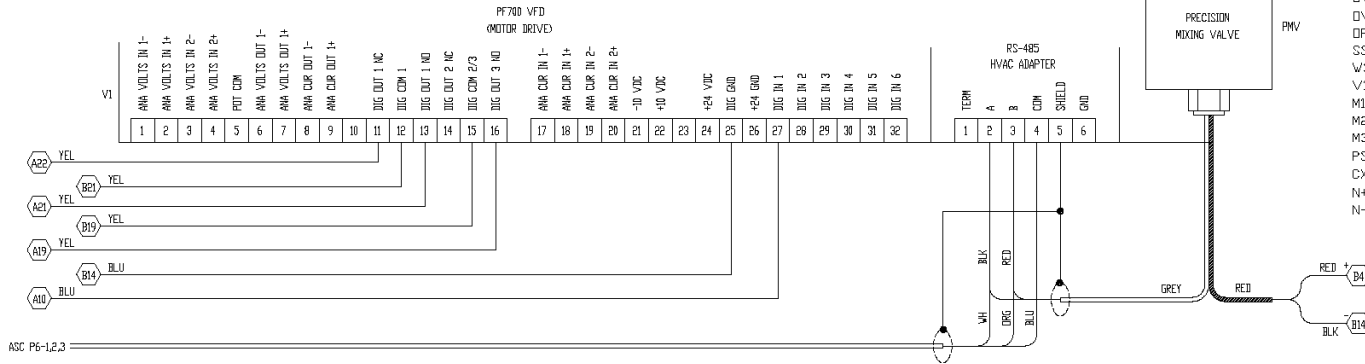 PF700 VFD
(MOTOR DRIVE)
V1
ANA VOLTS IN 1-
ANA VOLTS IN 1+
ANA VOLTS IN 2-
ANA VOLTS IN 2+
POT COM
ANA VOLTS OUT 1-
ANA VOLTS OUT 1+
ANA CUR OUT 1-
ANA CUR OUT 1+
DIG OUT 1 NC
DIG COM 1
DIG OUT 1 NO
DIG OUT 2 NC
DIG COM 2/3
DIG OUT 3 NO
ANA CUR IN 1-
ANA CUR IN 1+
ANA CUR IN 2-
ANA CUR IN 2+
-10 VDC
+10 VDC
+24 VDC
DIG GND
+24 GND
DIG IN 1
DIG IN 2
DIG IN 3
DIG IN 4
DIG IN 5
DIG IN 6
1 2 3 4 5 6 7 8 9 10 11 12 13 14 15 16
17 18 19 20 21 22 23 24 25 26 27 28 29 30 31 32
RS-485
HVAC ADAPTER
TERM
A
B
COM
SHIELD
GND
1 2 3 4 5 6
PRECISION
MIXING VALVE
PMV
OP
SS
V1
M1
M2
M3
PS
CX
N+
N-
A22 YEL
B21 YEL
A21 YEL
B19 YEL
A19 YEL
B14 BLU
A10 BLU
BLK
RED
WH
ORG
BLU
GREY
RED
RED + B4
BLK - B14
ASC P6-1,2,3